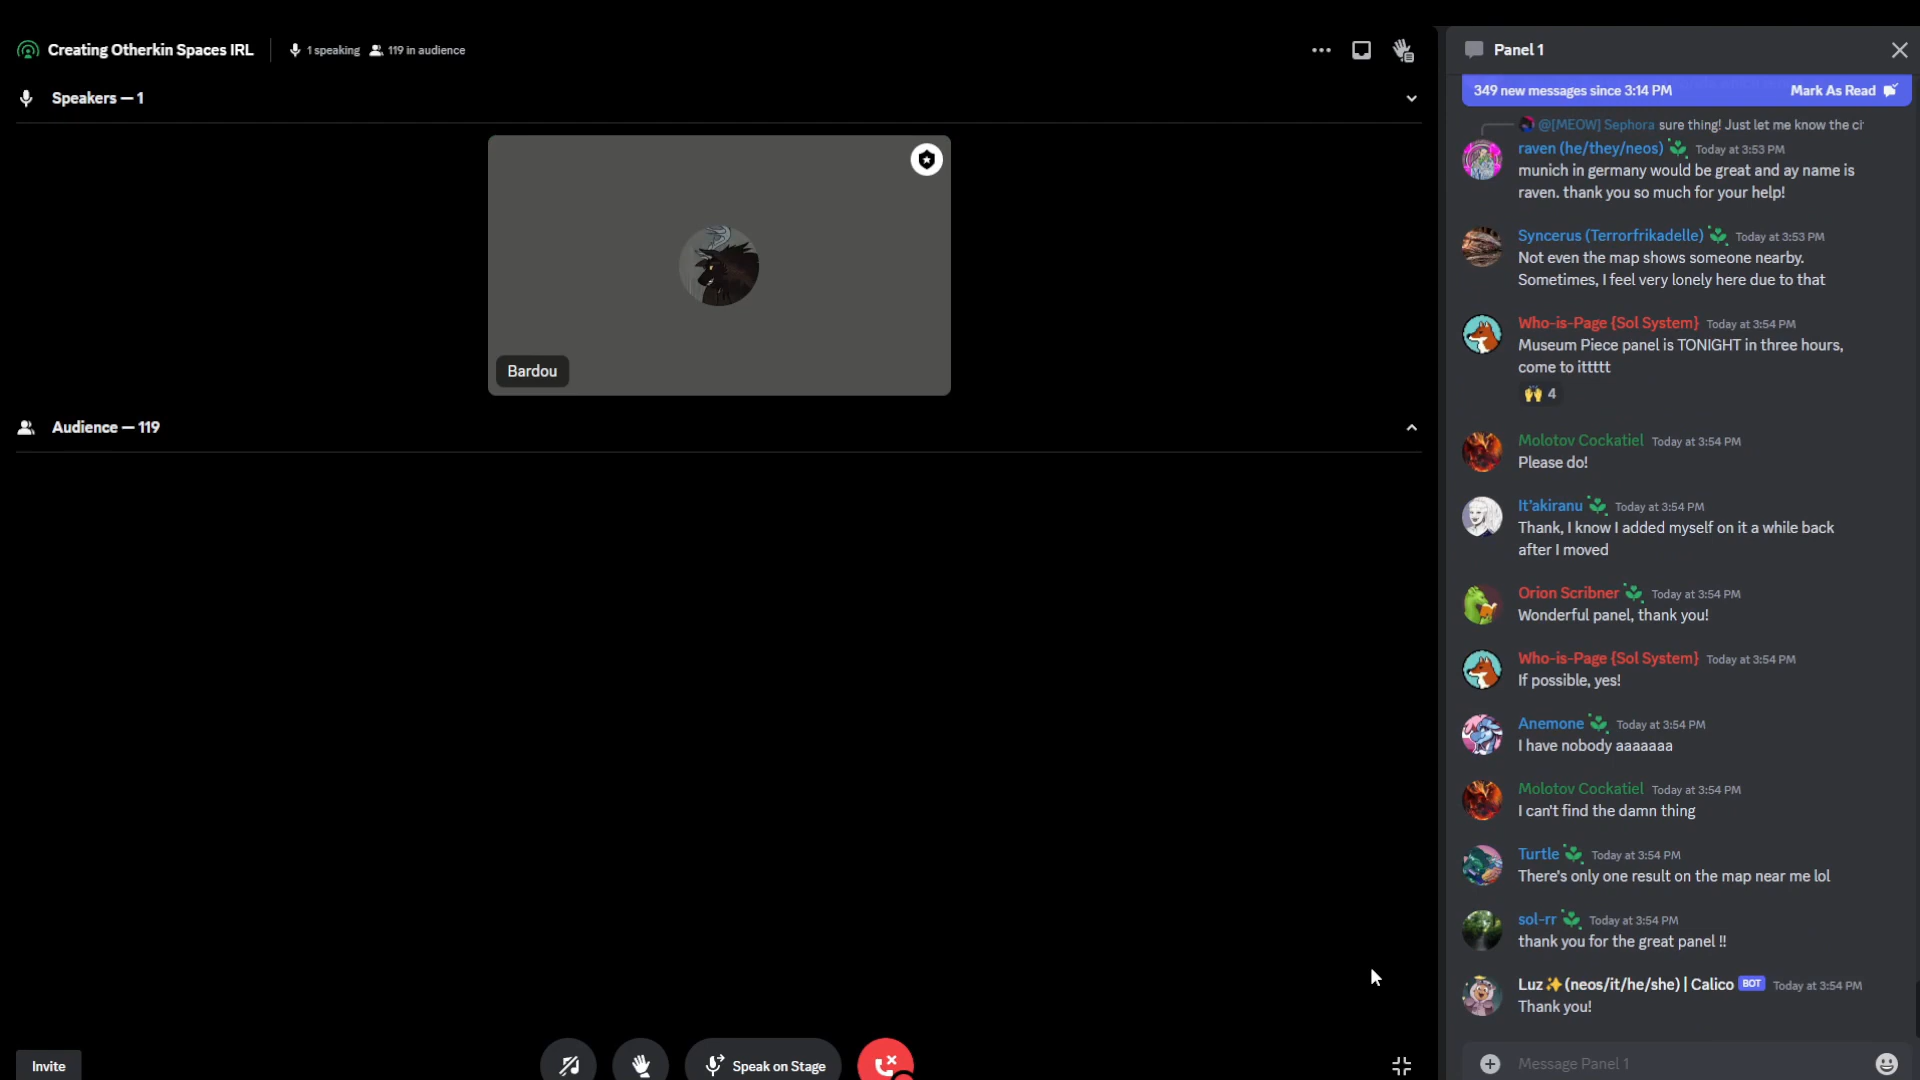 Creating Otherkin Spaces IRL
1 speaking 119 in audience
Speakers — 1
Bardou
Audience — 119
Invite
Speak on Stage
Panel 1
349 new messages since 3:14 PM Mark As Read
@[MEOW] Sephora sure thing! Just let me know the ci
raven (he/they/neos) Today at 3:53 PM
munich in germany would be great and ay name is
raven. thank you so much for your help!
Syncerus (Terrorfrikadelle) Today at 3:53 PM
Not even the map shows someone nearby.
Sometimes, I feel very lonely here due to that
Who-is-Page {Sol System} Today at 3:54 PM
Museum Piece panel is TONIGHT in three hours,
come to ittttt
4
Molotov Cockatiel Today at 3:54 PM
Please do!
It'akiranu Today at 3:54 PM
Thank, I know I added myself on it a while back
after I moved
Orion Scribner Today at 3:54 PM
Wonderful panel, thank you!
Who-is-Page {Sol System} Today at 3:54 PM
If possible, yes!
Anemone Today at 3:54 PM
I have nobody aaaaaaa
Molotov Cockatiel Today at 3:54 PM
I can't find the damn thing
Turtle Today at 3:54 PM
There's only one result on the map near me lol
sol-rr Today at 3:54 PM
thank you for the great panel !!
Luz✨(neos/it/he/she) | Calico BOT Today at 3:54 PM
Thank you!
Message Panel 1